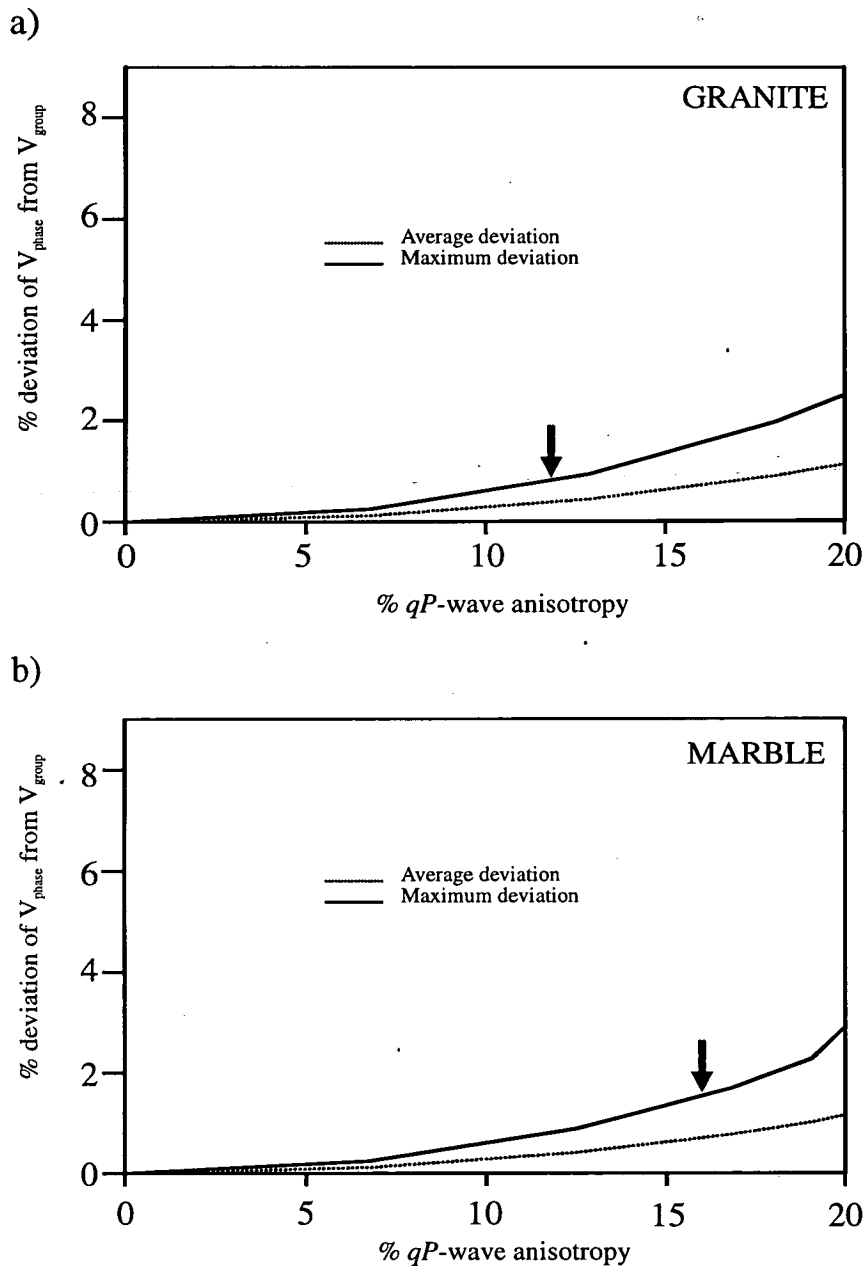 a)
GRANITE
% deviation of V_phase from V_group
8
6
4
2
0
Average deviation
Maximum deviation
0 5 10 15 20
% qP-wave anisotropy
b)
MARBLE
% deviation of V_phase from V_group
8
6
4
2
0
Average deviation
Maximum deviation
0 5 10 15 20
% qP-wave anisotropy